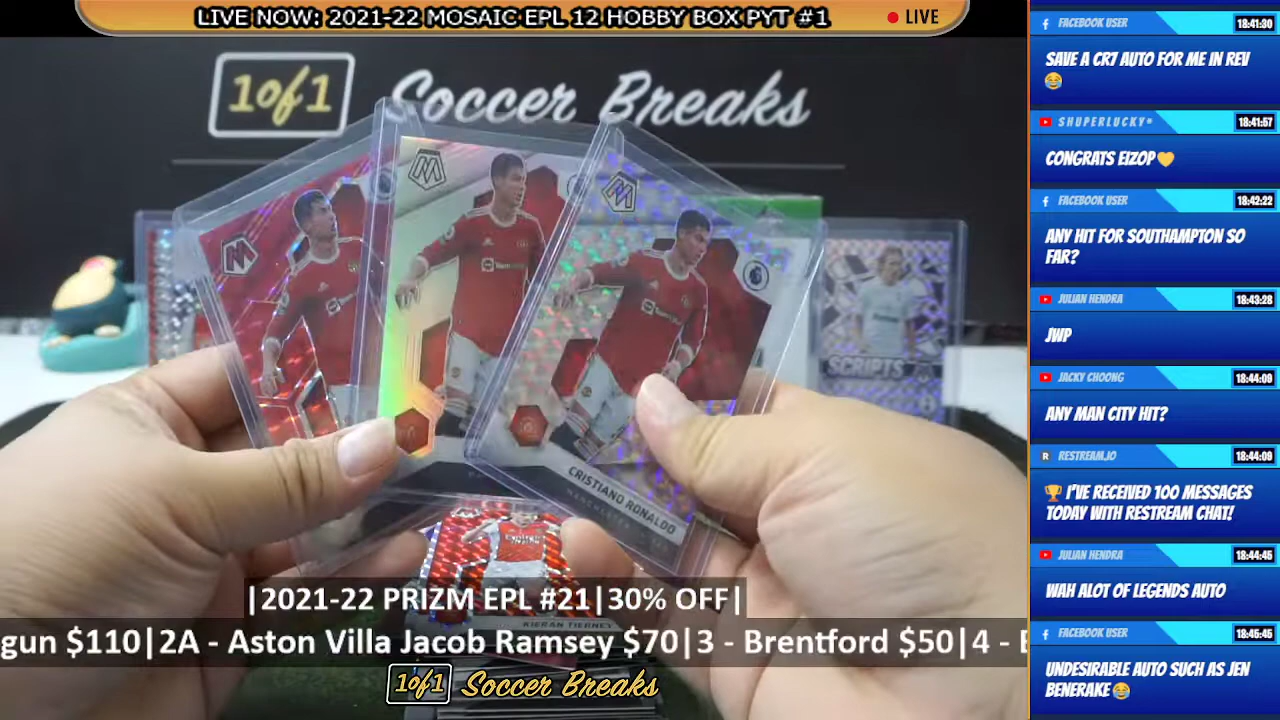 LIVE NOW: 2021-22 MOSAIC EPL 12 HOBBY BOX PYT #1
LIVE
1of1 Soccer Breaks
SCRIPTS
CRISTIANO RONALDO
KIERAN TIERNEY
|2021-22 PRIZM EPL #21|30% OFF|
gun $110|2A - Aston Villa Jacob Ramsey $70|3 - Brentford $50|4 -
1of1 Soccer Breaks
FACEBOOK USER 18:41:30
SAVE A CR7 AUTO FOR ME IN REV
😂
SHUPERLUCKY* 18:41:57
CONGRATS EIZOP💛
FACEBOOK USER 18:42:22
ANY HIT FOR SOUTHAMPTON SO
FAR?
JULIAN HENDRA 18:43:28
JWP
JACKY CHOONG 18:44:09
ANY MAN CITY HIT?
RESTREAM.IO 18:44:09
🏆 I'VE RECEIVED 100 MESSAGES
TODAY WITH RESTREAM CHAT!
JULIAN HENDRA 18:44:45
WAH ALOT OF LEGENDS AUTO
FACEBOOK USER 18:45:45
UNDESIRABLE AUTO SUCH AS JEN
BENERAKE😂